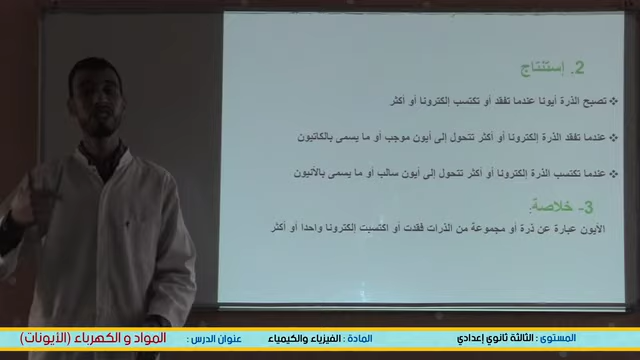 2. إستنتاج
❖ تصبح الذرة أيونا عندما تفقد أو تكتسب إلكترونا أو أكثر
❖ عندما تفقد الذرة إلكترونا أو أكثر تتحول إلى أيون موجب أو ما يسمى بالكاتيون
❖ عندما تكتسب الذرة إلكترونا أو أكثر تتحول إلى أيون سالب أو ما يسمى بالأنيون
3- خلاصة:
الأيون عبارة عن ذرة أو مجموعة من الذرات فقدت أو اكتسبت إلكترونا واحدا أو أكثر
المستوى : الثالثة ثانوي إعدادي المادة : الفيزياء والكيمياء عنوان الدرس : المواد و الكهرباء (الأيونات)